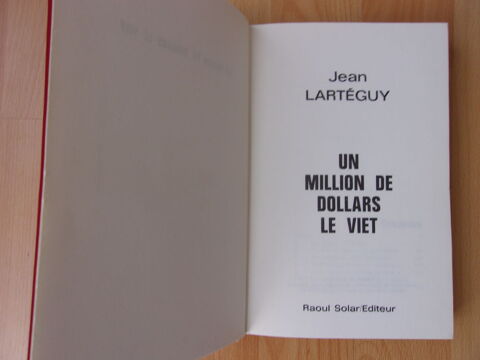 Jean
LARTÉGUY
UN
MILLION DE
DOLLARS
LE VIET
Raoul Solar/Editeur